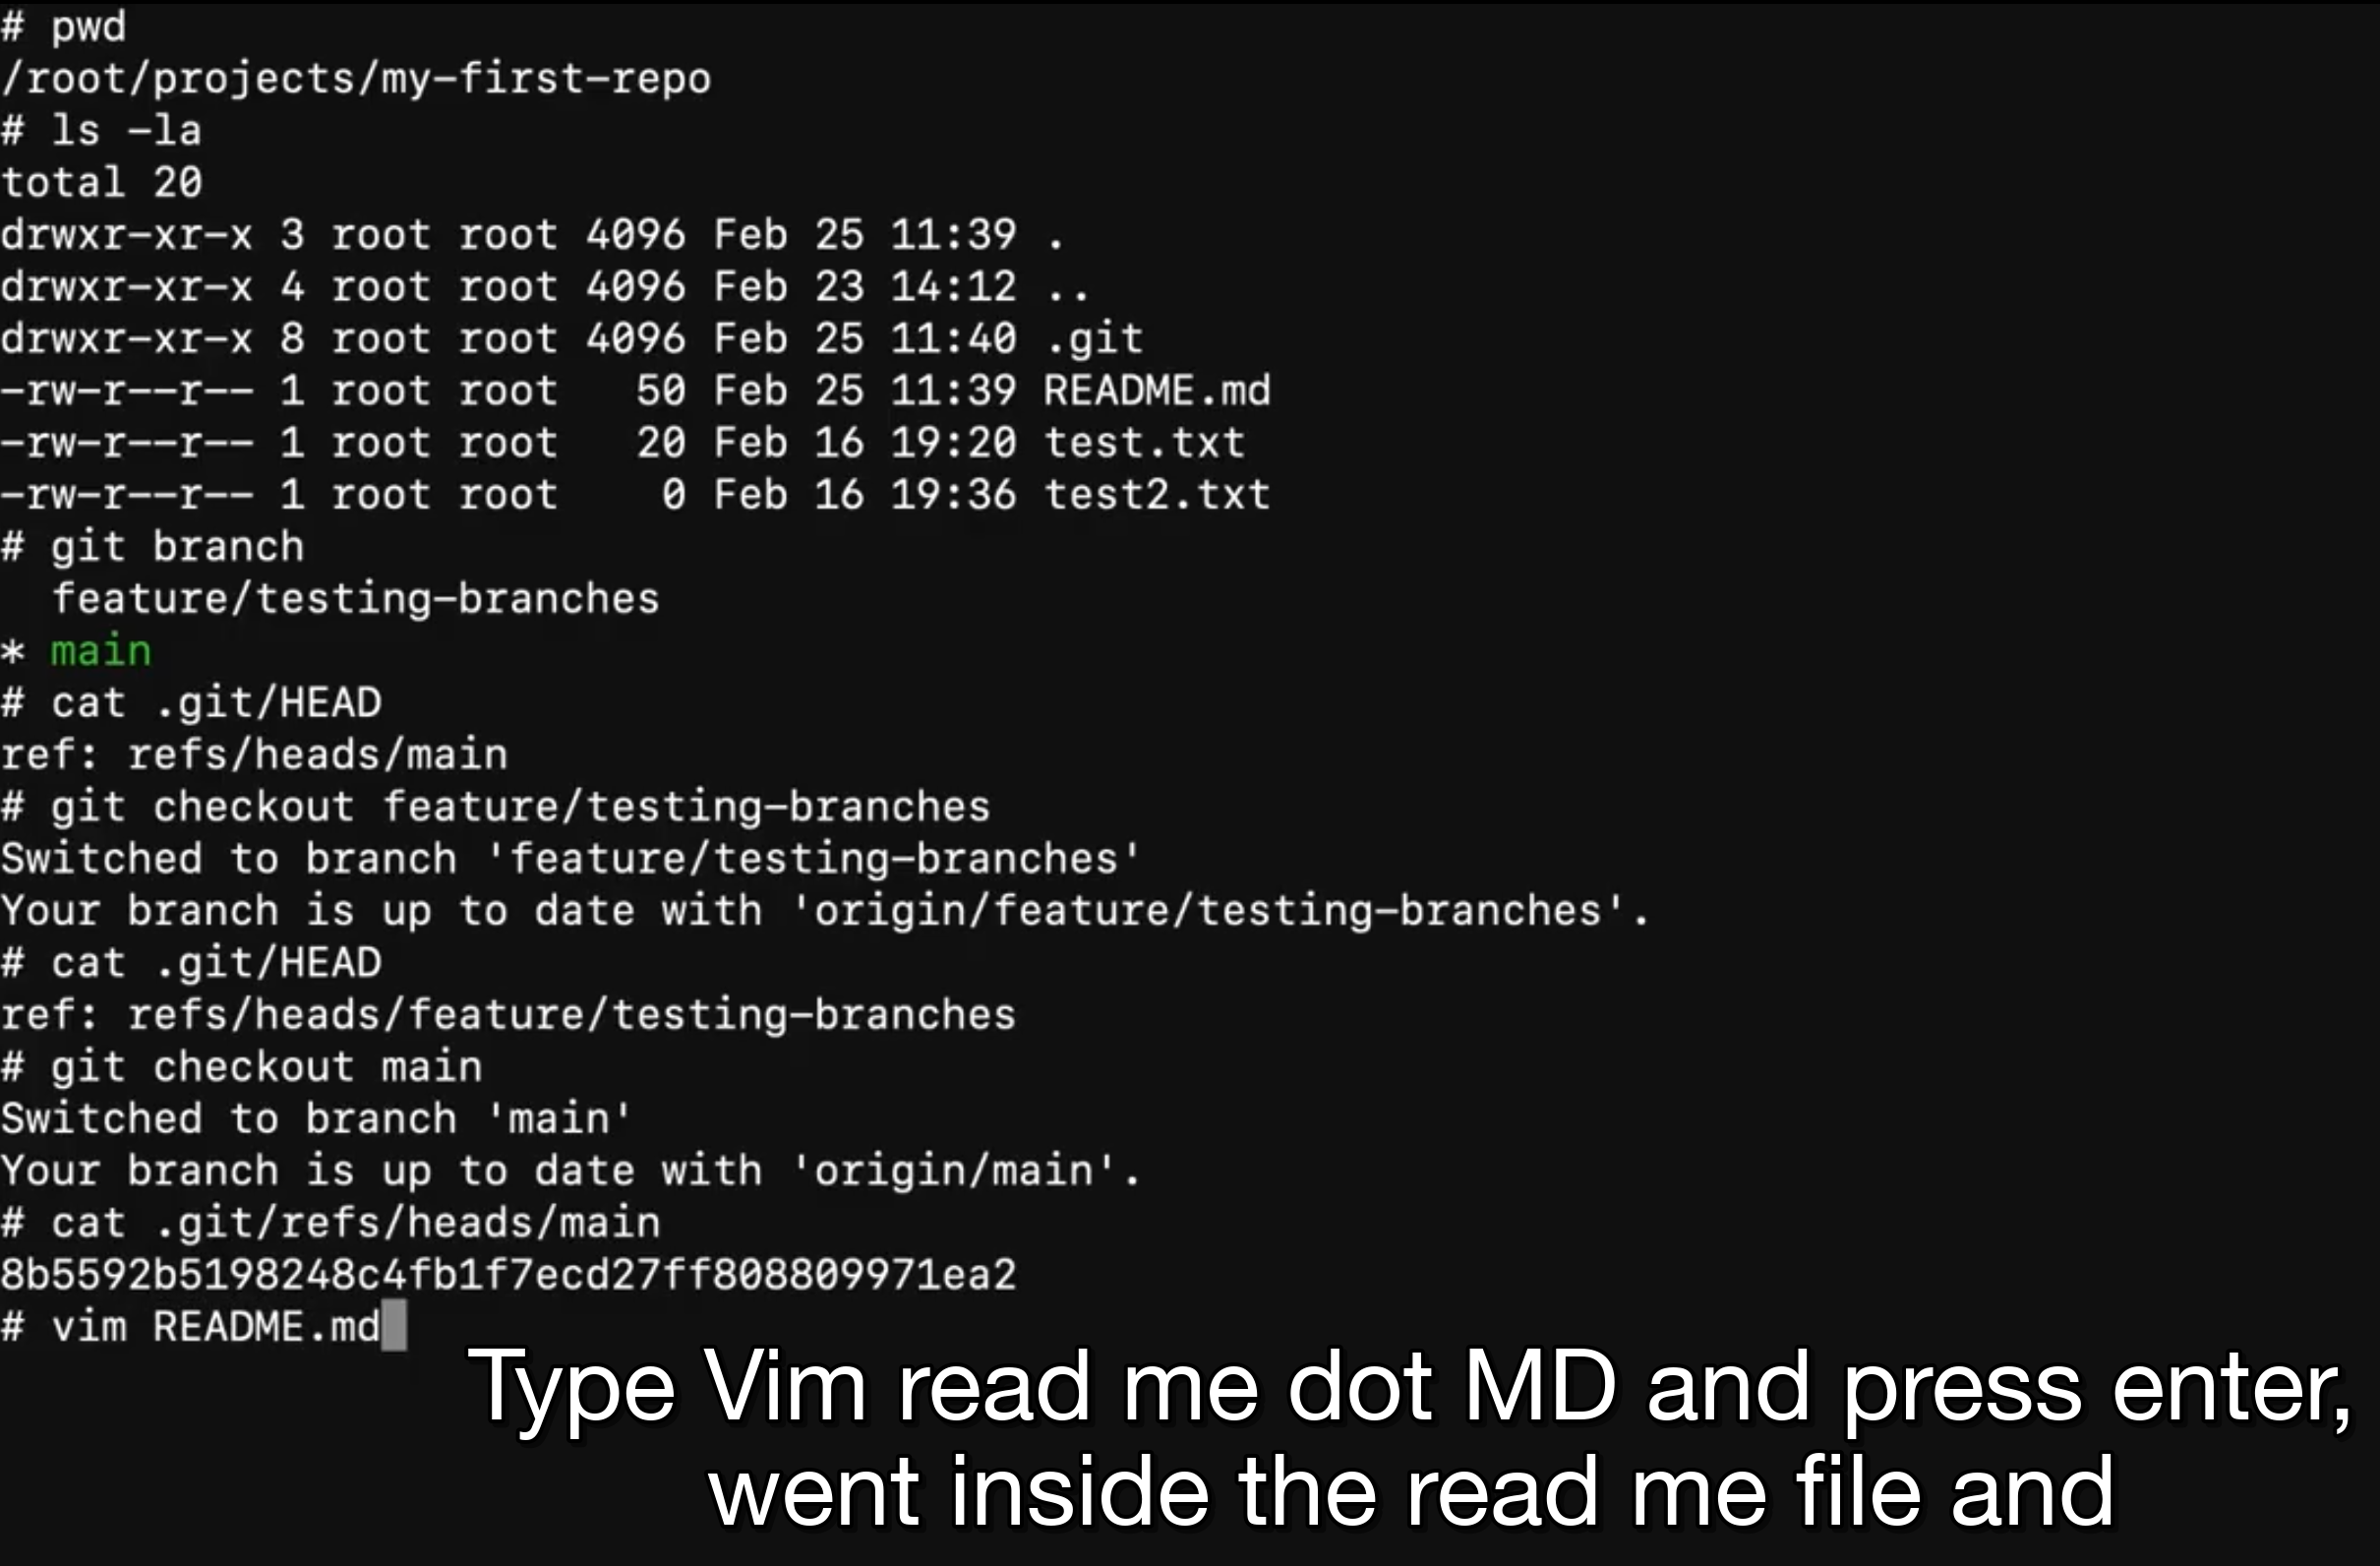 # pwd
/root/projects/my-first-repo
# ls -la
total 20
drwxr-xr-x 3 root root 4096 Feb 25 11:39 .
drwxr-xr-x 4 root root 4096 Feb 23 14:12 ..
drwxr-xr-x 8 root root 4096 Feb 25 11:40 .git
-rw-r--r-- 1 root root   50 Feb 25 11:39 README.md
-rw-r--r-- 1 root root   20 Feb 16 19:20 test.txt
-rw-r--r-- 1 root root    0 Feb 16 19:36 test2.txt
# git branch
  feature/testing-branches
* main
# cat .git/HEAD
ref: refs/heads/main
# git checkout feature/testing-branches
Switched to branch 'feature/testing-branches'
Your branch is up to date with 'origin/feature/testing-branches'.
# cat .git/HEAD
ref: refs/heads/feature/testing-branches
# git checkout main
Switched to branch 'main'
Your branch is up to date with 'origin/main'.
# cat .git/refs/heads/main
8b5592b5198248c4fb1f7ecd27ff808809971ea2
# vim README.md
Type Vim read me dot MD and press enter,
went inside the read me file and